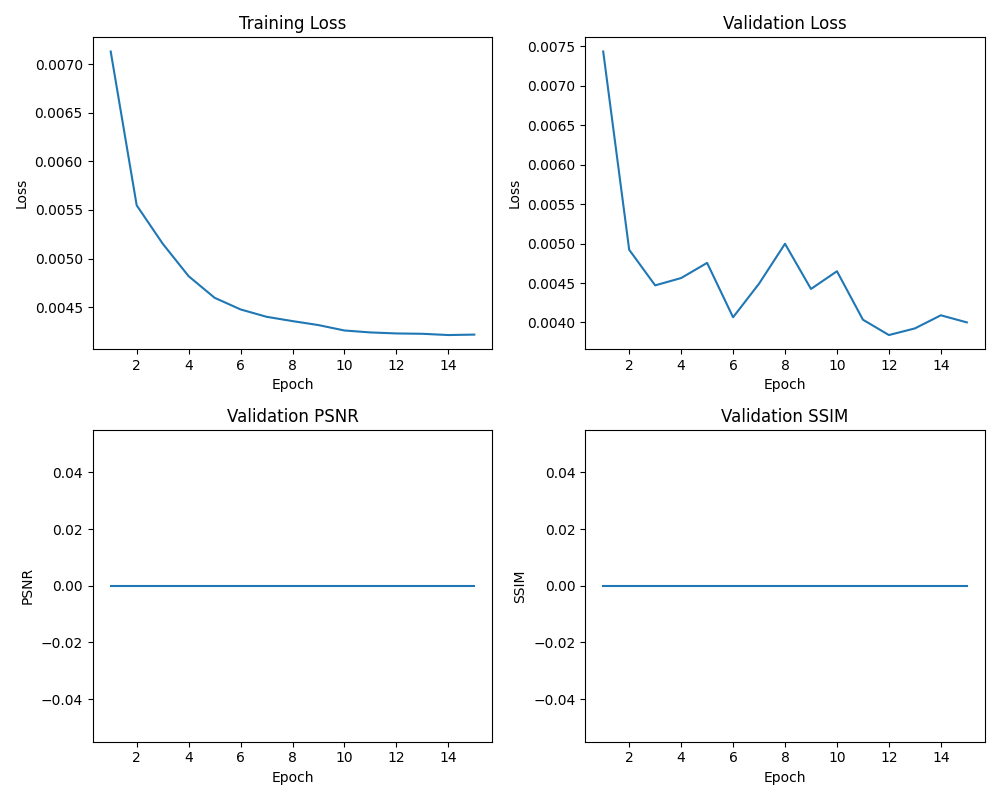 Training Loss
0.0070
0.0065
0.0060
0.0055
0.0050
0.0045
Loss
2 4 6 8 10 12 14
Epoch
Validation Loss
0.0075
0.0070
0.0065
0.0060
0.0055
0.0050
0.0045
0.0040
Loss
2 4 6 8 10 12 14
Epoch
Validation PSNR
0.04
0.02
0.00
−0.02
−0.04
PSNR
2 4 6 8 10 12 14
Epoch
Validation SSIM
0.04
0.02
0.00
−0.02
−0.04
SSIM
2 4 6 8 10 12 14
Epoch